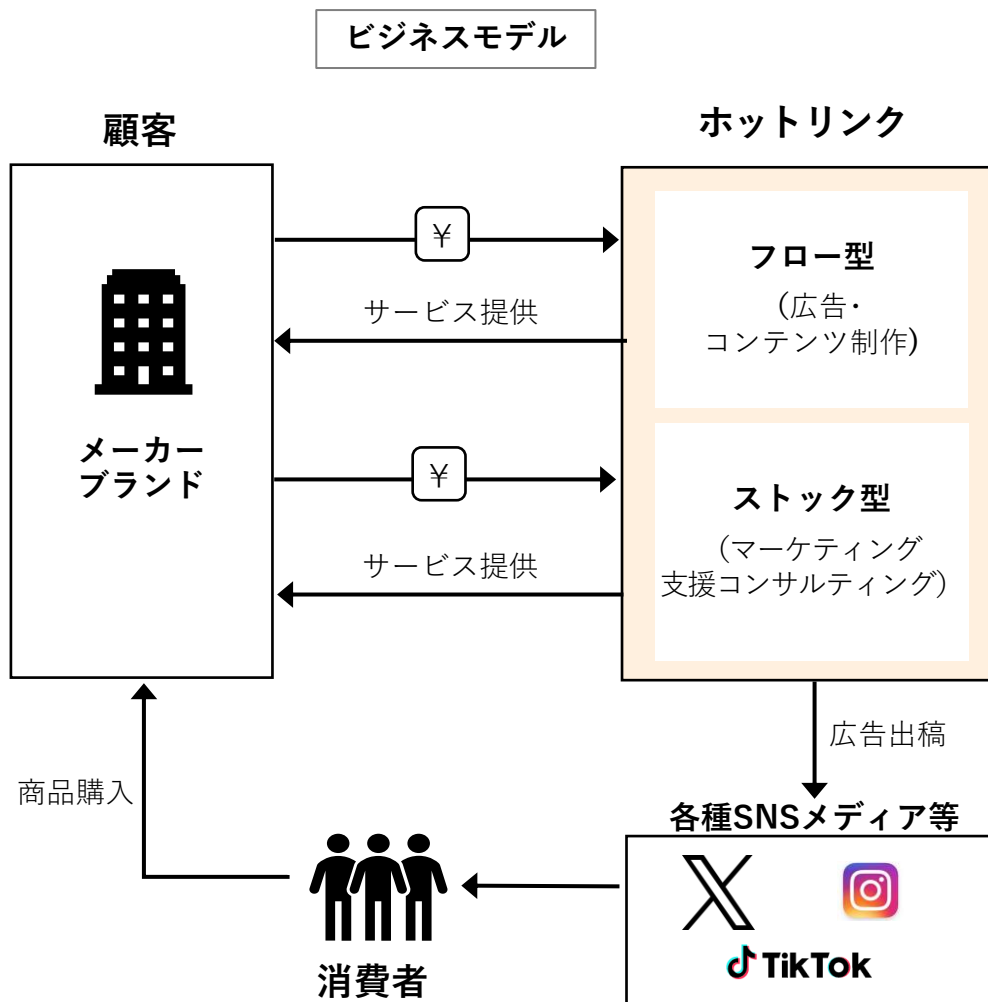 ビジネスモデル
顧客
ホットリンク
¥
フロー型
(広告・
コンテンツ制作)
サービス提供
メーカー
ブランド
¥
ストック型
(マーケティング
支援コンサルティング)
サービス提供
広告出稿
商品購入
各種SNSメディア等
X
TikTok
消費者